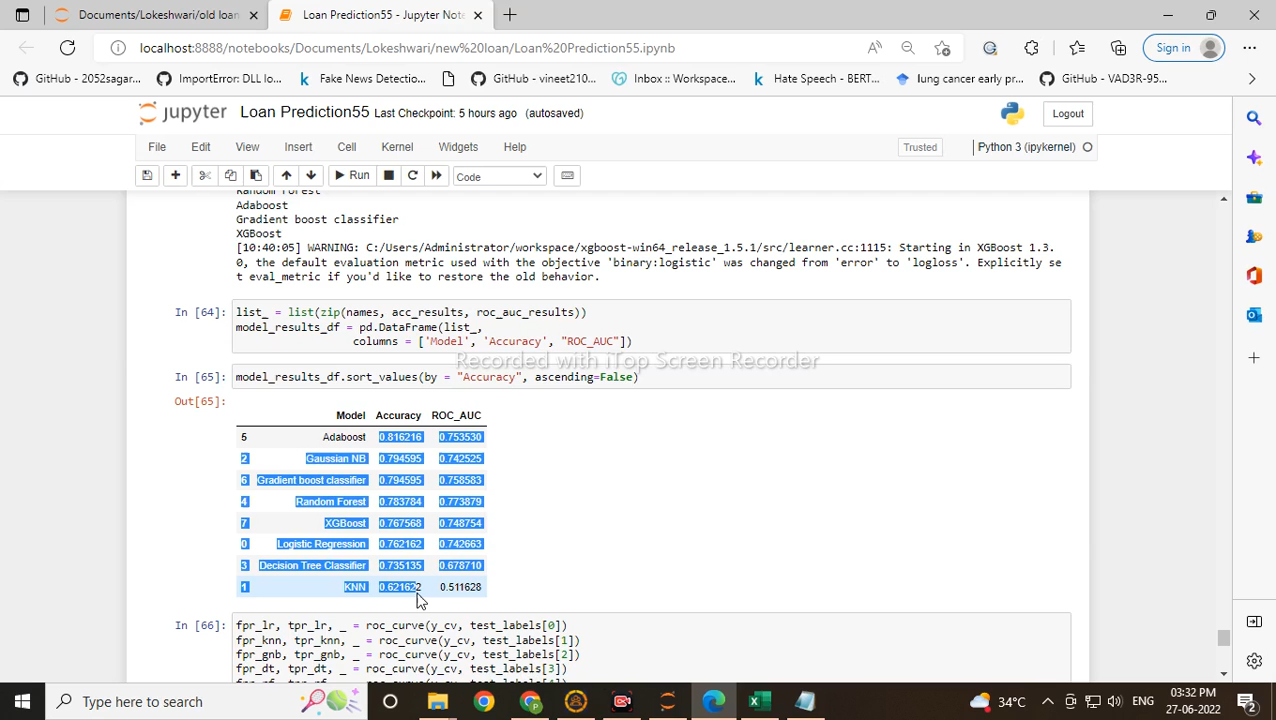 Documents/Lokeshwari/old loan
Loan Prediction55 - Jupyter Note
localhost:8888/notebooks/Documents/Lokeshwari/new%20loan/Loan%20Prediction55.ipynb
Sign in
GitHub - 2052sagar...
ImportError: DLL lo...
Fake News Detectio...
GitHub - vineet210...
Inbox :: Workspace...
Hate Speech - BERT...
lung cancer early pr...
GitHub - VAD3R-95...
jupyter Loan Prediction55 Last Checkpoint: 5 hours ago (autosaved)
Logout
File Edit View Insert Cell Kernel Widgets Help
Trusted
Python 3 (ipykernel)
Run
Code
Random Forest
Adaboost
Gradient boost classifier
XGBoost
[10:40:05] WARNING: C:/Users/Administrator/workspace/xgboost-win64_release_1.5.1/src/learner.cc:1115: Starting in XGBoost 1.3.
0, the default evaluation metric used with the objective 'binary:logistic' was changed from 'error' to 'logloss'. Explicitly se
t eval_metric if you'd like to restore the old behavior.
In [64]: list_ = list(zip(names, acc_results, roc_auc_results))
model_results_df = pd.DataFrame(list_,
columns = ['Model', 'Accuracy', "ROC_AUC"])
Recorded with iTop Screen Recorder
In [65]: model_results_df.sort_values(by = "Accuracy", ascending=False)
Out[65]:
Model Accuracy ROC_AUC
5 Adaboost 0.816216 0.753530
2 Gaussian NB 0.794595 0.742525
6 Gradient boost classifier 0.794595 0.758583
4 Random Forest 0.783784 0.773879
7 XGBoost 0.767568 0.748754
0 Logistic Regression 0.762162 0.742663
3 Decision Tree Classifier 0.735135 0.678710
1 KNN 0.621622 0.511628
In [66]: fpr_lr, tpr_lr, _ = roc_curve(y_cv, test_labels[0])
fpr_knn, tpr_knn, _ = roc_curve(y_cv, test_labels[1])
fpr_gnb, tpr_gnb, _ = roc_curve(y_cv, test_labels[2])
fpr_dt, tpr_dt, _ = roc_curve(y_cv, test_labels[3])
Type here to search
34°C
ENG
03:32 PM
27-06-2022
2